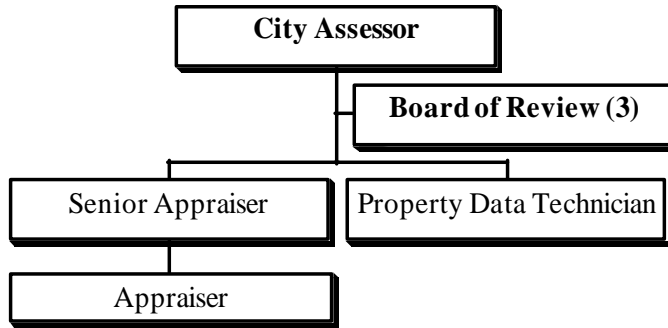 City Assessor
Board of Review (3)
Senior Appraiser
Property Data Technician
Appraiser